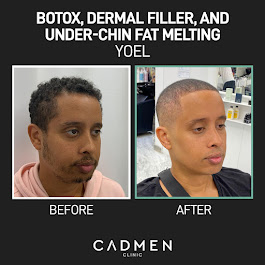 BOTOX, DERMAL FILLER, AND
UNDER-CHIN FAT MELTING
YOEL
BEFORE
AFTER
CADMEN
CLINIC